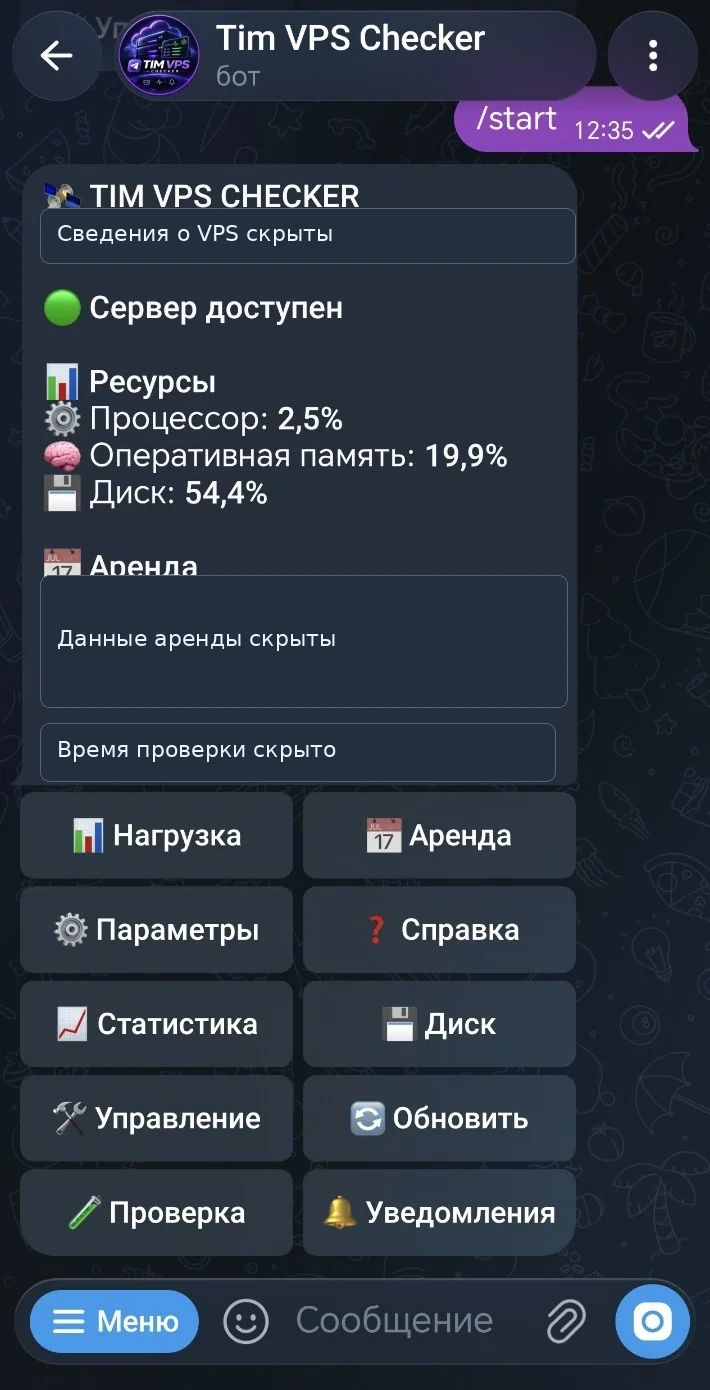 Tim VPS Checker
бот
/start 12:35
TIM VPS CHECKER
Сведения о VPS скрыты
Сервер доступен
Ресурсы
Процессор: 2,5%
Оперативная память: 19,9%
Диск: 54,4%
Аренда
Данные аренды скрыты
Время проверки скрыто
Нагрузка
Аренда
Параметры
Справка
Статистика
Диск
Управление
Обновить
Проверка
Уведомления
Меню
Сообщение